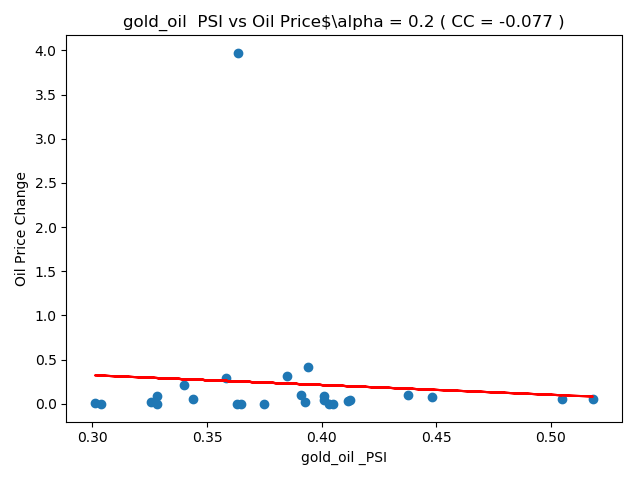 gold_oil  PSI vs Oil Price$\alpha = 0.2 ( CC = -0.077 )
4.0
3.5
3.0
2.5
2.0
1.5
1.0
0.5
0.0
Oil Price Change
0.30 0.35 0.40 0.45 0.50
gold_oil _PSI